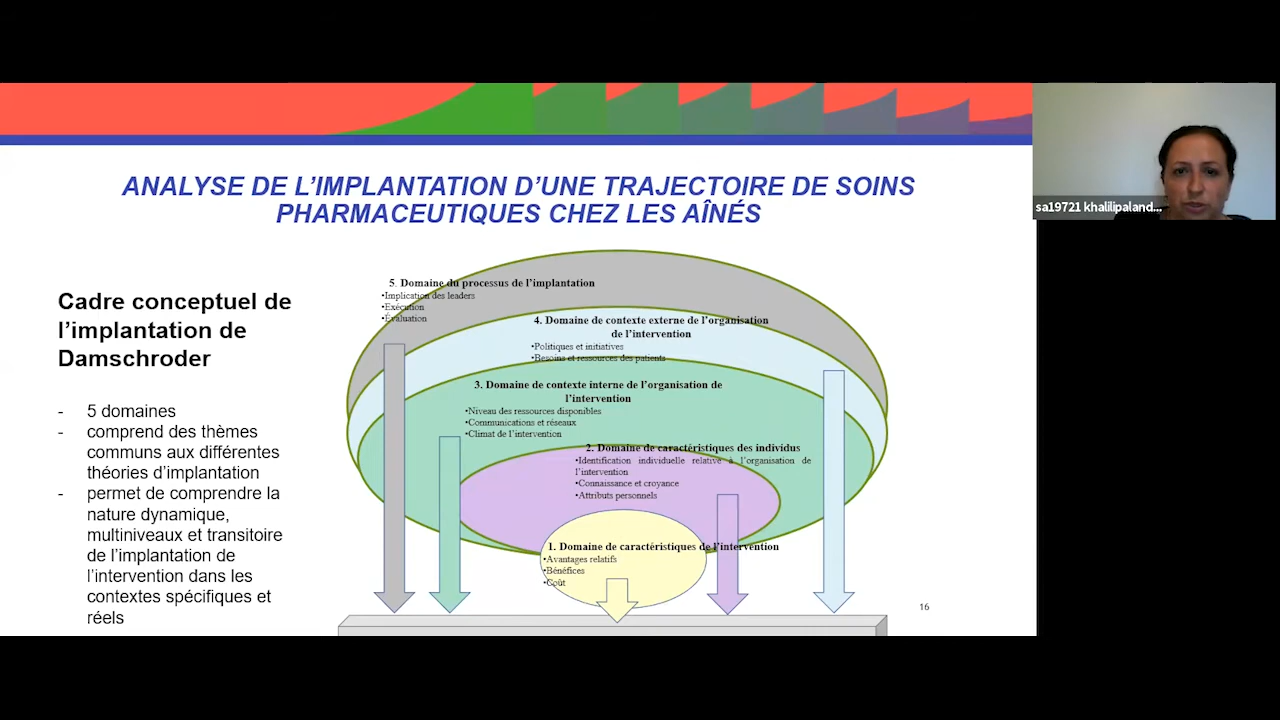 ANALYSE DE L’IMPLANTATION D’UNE TRAJECTOIRE DE SOINS
PHARMACEUTIQUES CHEZ LES AÎNÉS
sa19721 khalilipaland...
Cadre conceptuel de
l’implantation de
Damschroder
- 5 domaines
- comprend des thèmes
communs aux différentes
théories d’implantation
- permet de comprendre la
nature dynamique,
multiniveaux et transitoire
de l’implantation de
l’intervention dans les
contextes spécifiques et
réels
5. Domaine du processus de l’implantation
•Implication des leaders
•Exécution
•Évaluation
4. Domaine de contexte externe de l’organisation
de l’intervention
•Politiques et initiatives
•Besoins et ressources des patients
3. Domaine de contexte interne de l’organisation de
l’intervention
•Niveau des ressources disponibles
•Communications et réseaux
•Climat de l’intervention
2. Domaine de caractéristiques des individus
•Identification individuelle relative à l’organisation de
l’intervention
•Connaissance et croyance
•Attributs personnels
1. Domaine de caractéristiques de l’intervention
•Avantages relatifs
•Bénéfices
•Coût
16